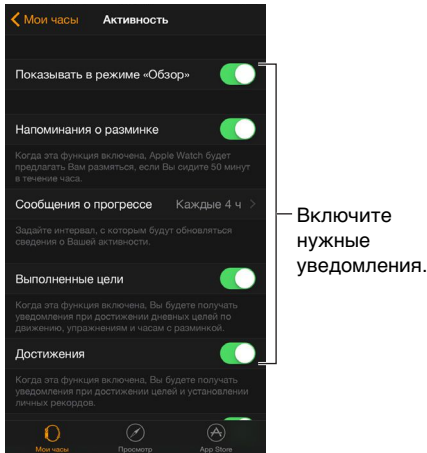 Мои часы Активность
Показывать в режиме «Обзор»
Напоминания о разминке
Когда эта функция включена, Apple Watch будет
предлагать Вам размяться, если Вы сидите 50 минут
в течение часа.
Сообщения о прогрессе Каждые 4 ч
Задайте интервал, с которым будут обновляться
сведения о Вашей активности.
Выполненные цели
Когда эта функция включена, Вы будете получать
уведомления при достижении дневных целей по
движению, упражнениям и часам с разминкой.
Достижения
Когда эта функция включена, Вы будете получать
уведомления при достижении целей и установлении
личных рекордов.
Мои часы Просмотр App Store
Включите
нужные
уведомления.